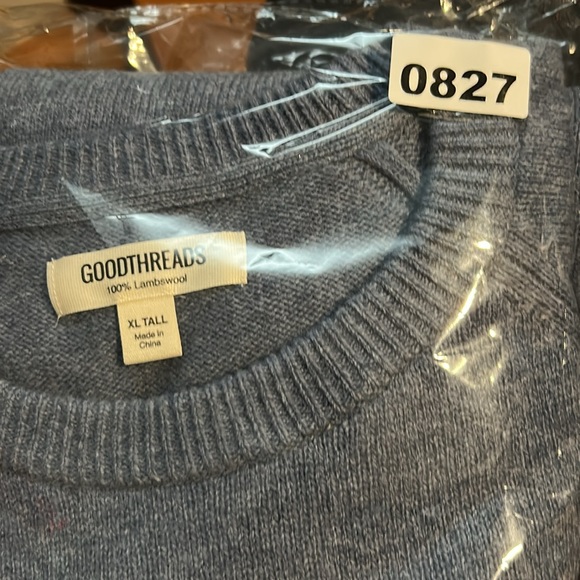 0827
GOODTHREADS
100% Lambswool
XL TALL
Made in
China